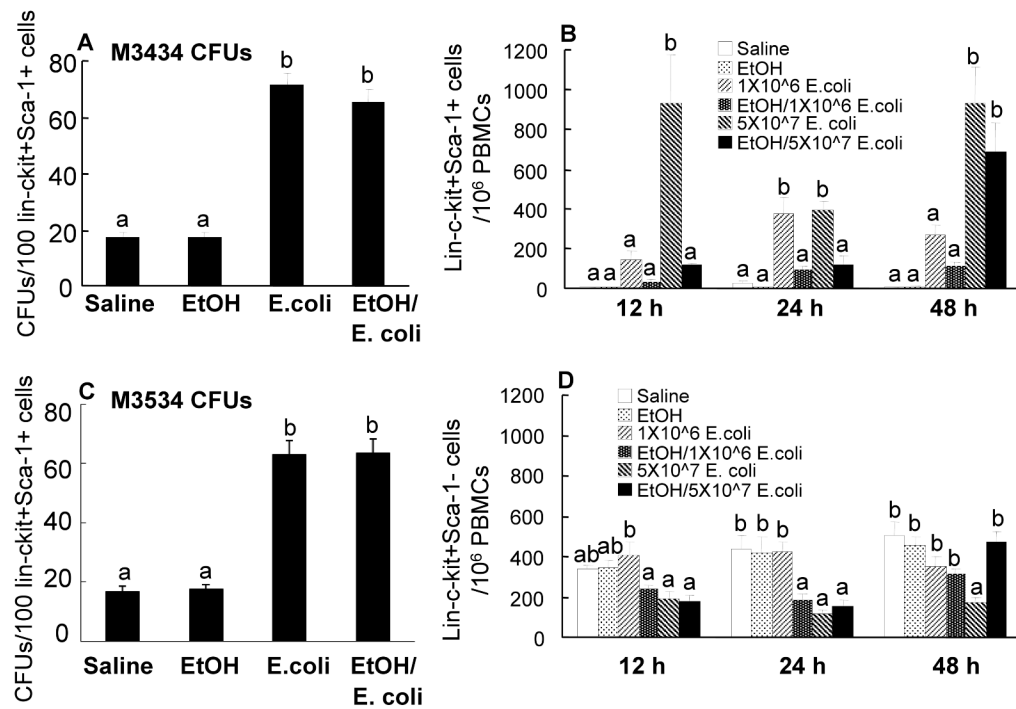 A M3434 CFUs
CFUs/100 lin-ckit+Sca-1+ cells
80
60
40
20
0
a
a
b
b
Saline
EtOH
E.coli
EtOH/
E. coli
B
Lin-c-kit+Sca-1+ cells
/10⁶ PBMCs
1200
1000
800
600
400
200
0
Saline
EtOH
1X10^6 E.coli
EtOH/1X10^6 E.coli
5X10^7 E. coli
EtOH/5X10^7 E.coli
a a a a b a
a a b a b a
a a a a b b
12 h
24 h
48 h
C M3534 CFUs
CFUs/100 lin-ckit+Sca-1+ cells
80
60
40
20
0
a
a
b
b
Saline
EtOH
E.coli
EtOH/
E. coli
D
Lin-c-kit+Sca-1- cells
/10⁶ PBMCs
1200
1000
800
600
400
200
0
Saline
EtOH
1X10^6 E.coli
EtOH/1X10^6 E.coli
5X10^7 E. coli
EtOH/5X10^7 E.coli
ab ab b a a a
b b b a a a
b b b b a b
12 h
24 h
48 h